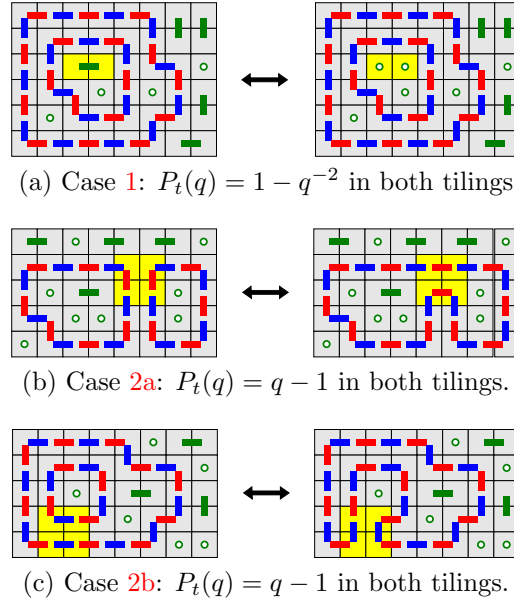 (a) Case 1: $P_t(q) = 1 - q^{-2}$ in both tilings
(b) Case 2a: $P_t(q) = q - 1$ in both tilings.
(c) Case 2b: $P_t(q) = q - 1$ in both tilings.